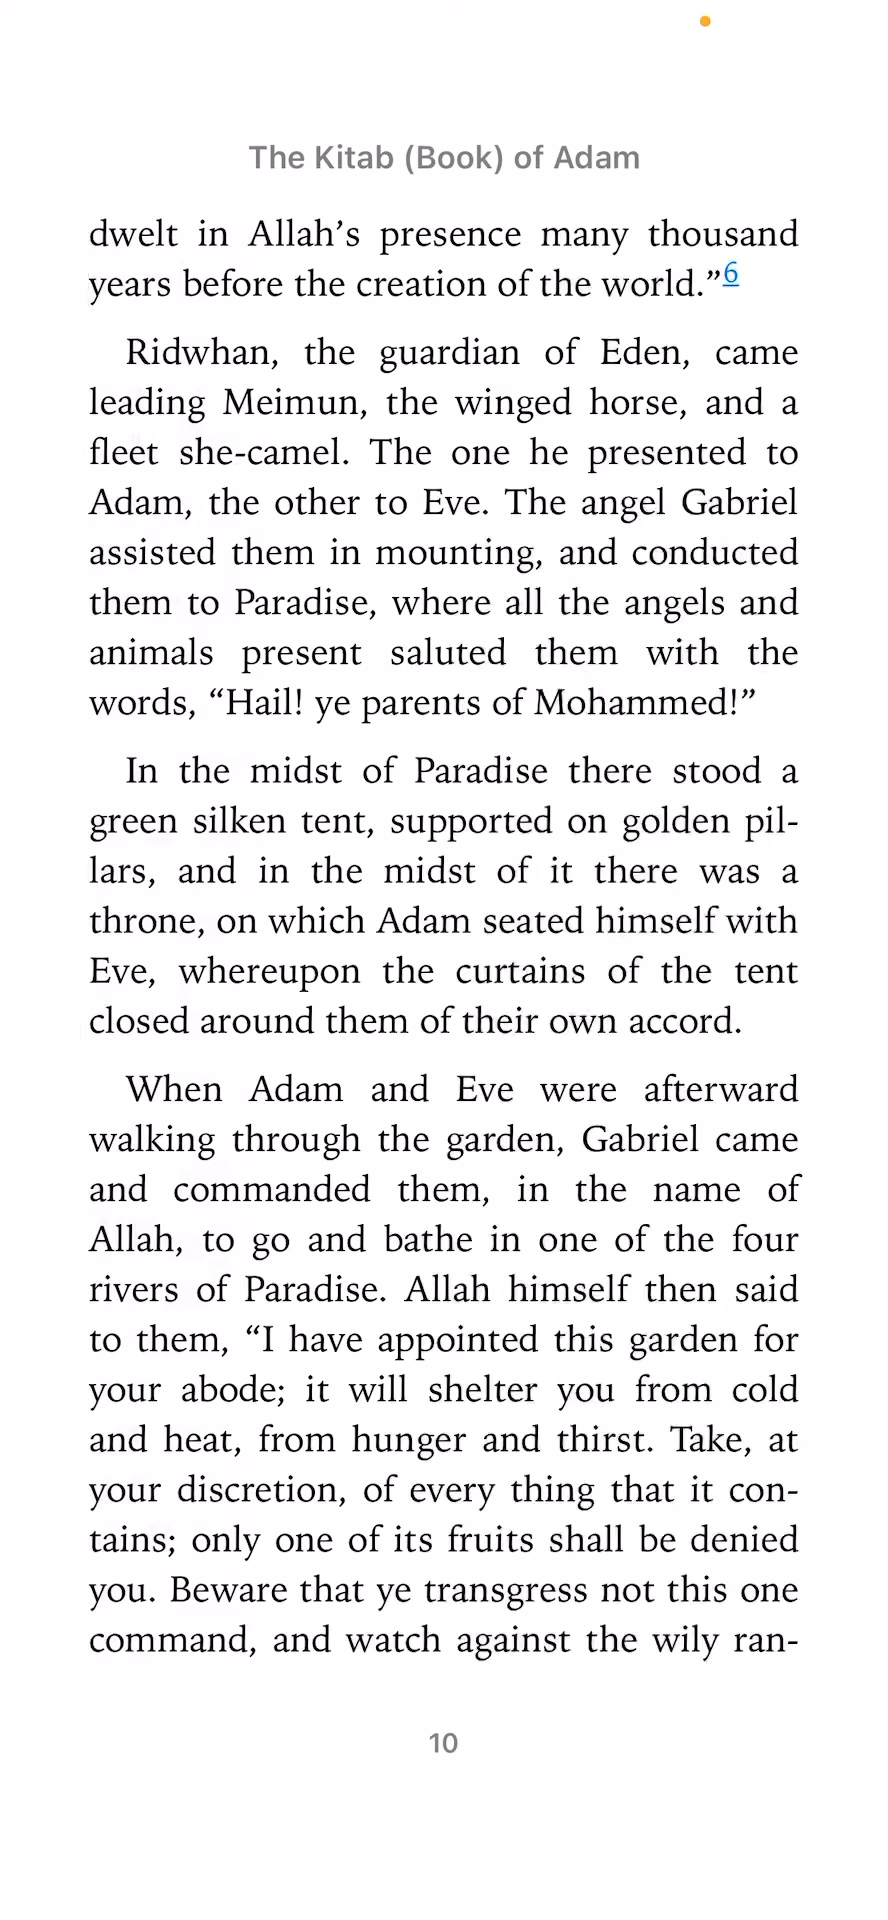 The Kitab (Book) of Adam
dwelt in Allah’s presence many thousand
years before the creation of the world.”6
Ridwhan, the guardian of Eden, came
leading Meimun, the winged horse, and a
fleet she-camel. The one he presented to
Adam, the other to Eve. The angel Gabriel
assisted them in mounting, and conducted
them to Paradise, where all the angels and
animals present saluted them with the
words, “Hail! ye parents of Mohammed!”
In the midst of Paradise there stood a
green silken tent, supported on golden pil-
lars, and in the midst of it there was a
throne, on which Adam seated himself with
Eve, whereupon the curtains of the tent
closed around them of their own accord.
When Adam and Eve were afterward
walking through the garden, Gabriel came
and commanded them, in the name of
Allah, to go and bathe in one of the four
rivers of Paradise. Allah himself then said
to them, “I have appointed this garden for
your abode; it will shelter you from cold
and heat, from hunger and thirst. Take, at
your discretion, of every thing that it con-
tains; only one of its fruits shall be denied
you. Beware that ye transgress not this one
command, and watch against the wily ran-
10